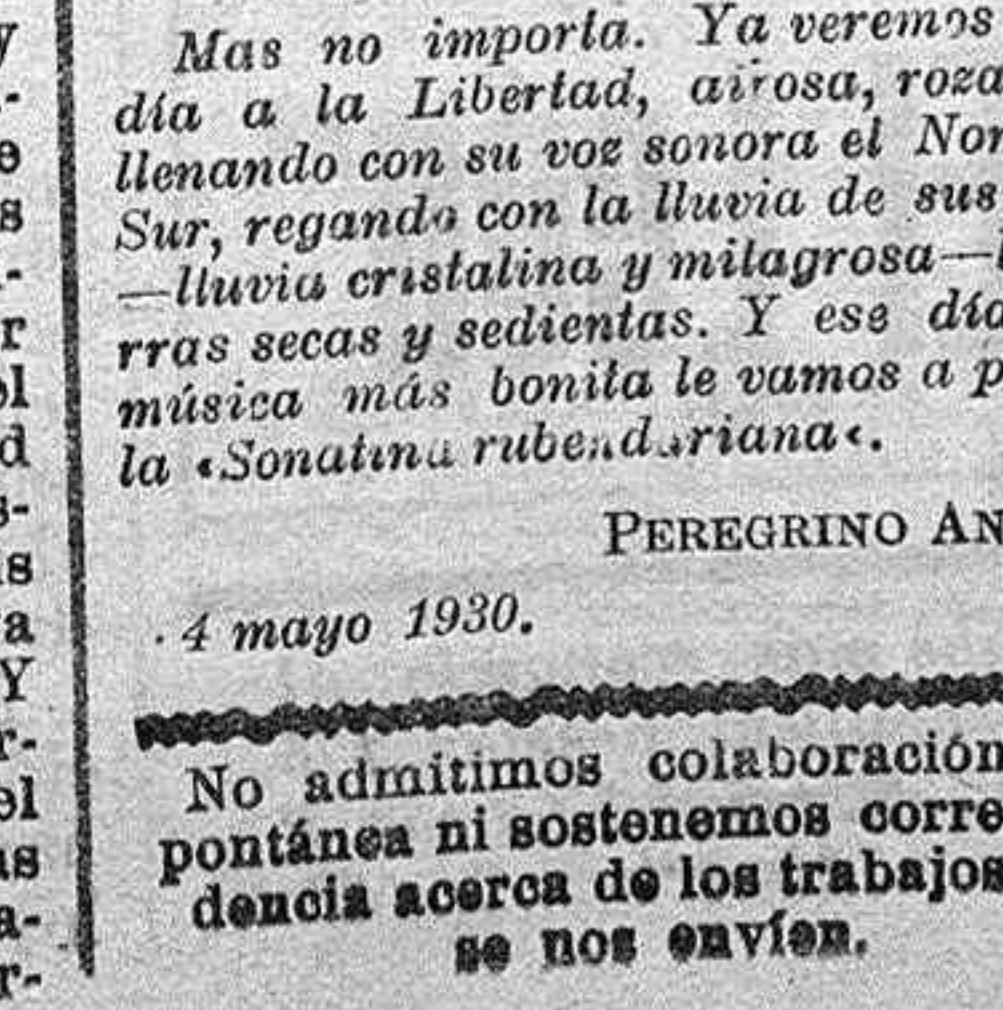 y
-
e
s
-
r
el
d
s-
s
a
Y
r-
el
us
a-
r-
Mas no importa. Ya veremos
día a la Libertad, airosa, roza
llenando con su voz sonora el Nor
Sur, regando con la lluvia de sus
—lluvia cristalina y milagrosa—
rras secas y sedientas. Y ese día
música más bonita le vamos a p
la «Sonatina rubendariana«.
PEREGRINO AN
4 mayo 1930.
No admitimos colaboración
pontánea ni sostenemos corre
dencia acerca de los trabajos
se nos envíen.